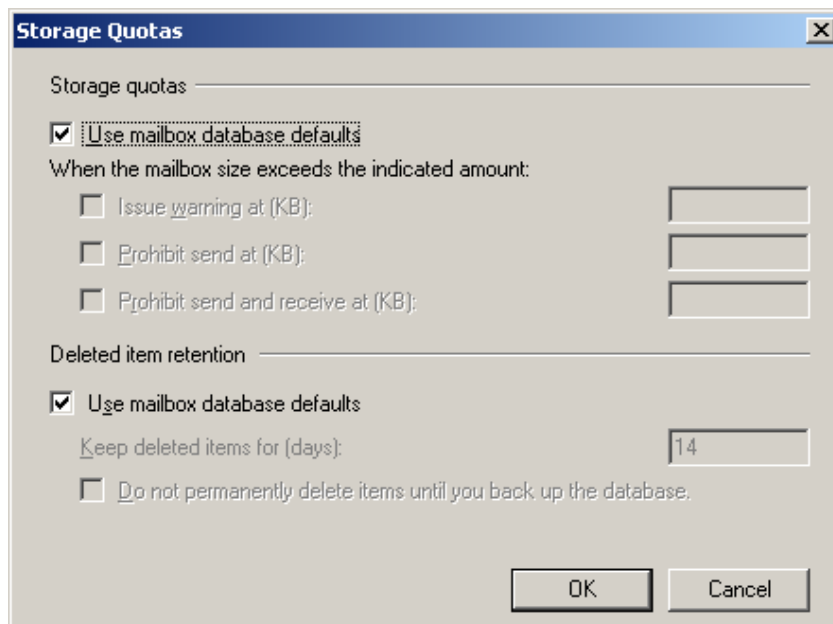 Storage Quotas
Storage quotas
Use mailbox database defaults
When the mailbox size exceeds the indicated amount:
Issue warning at (KB):
Prohibit send at (KB):
Prohibit send and receive at (KB):
Deleted item retention
Use mailbox database defaults
Keep deleted items for (days): 14
Do not permanently delete items until you back up the database.
OK Cancel